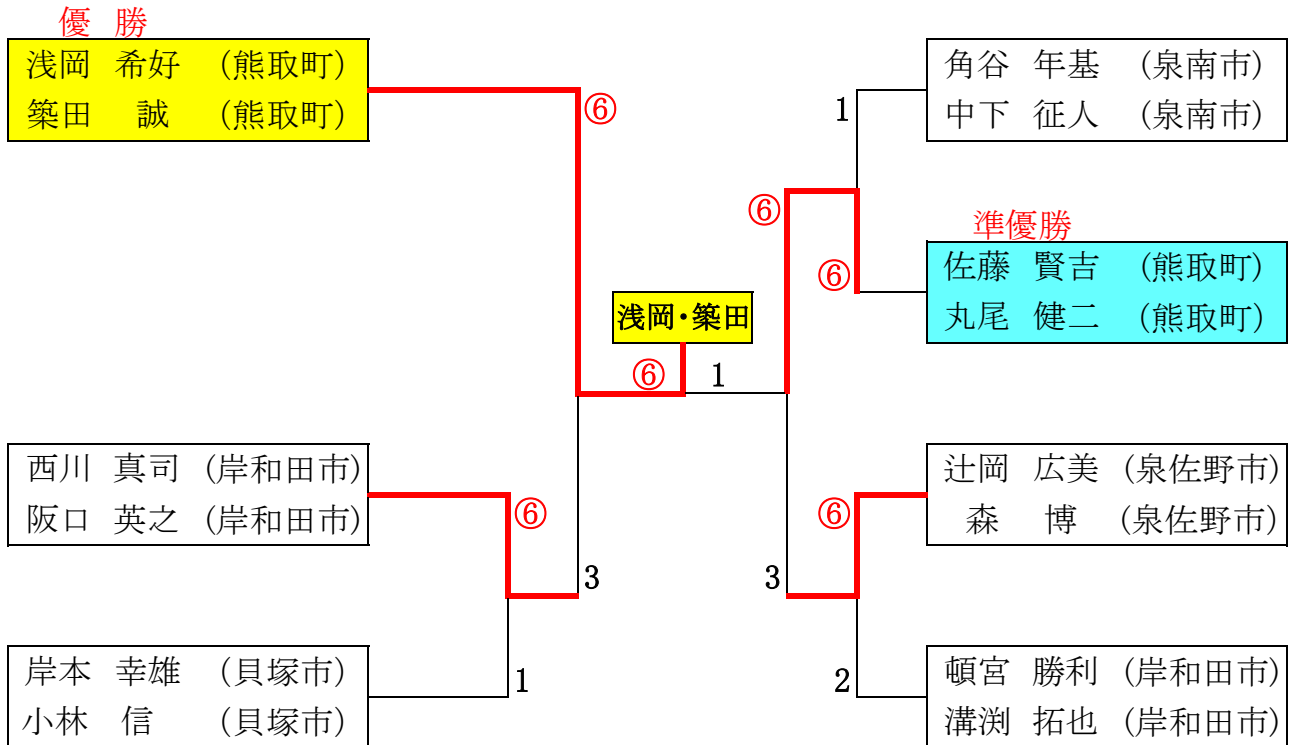 優 勝
浅岡 希好 (熊取町)
築田 誠 (熊取町)
⑥
⑥
浅岡・築田
1
西川 真司 (岸和田市)
阪口 英之 (岸和田市)
⑥
3
岸本 幸雄 (貝塚市)
小林 信 (貝塚市)
1
角谷 年基 (泉南市)
中下 征人 (泉南市)
1
⑥
準優勝
佐藤 賢吉 (熊取町)
丸尾 健二 (熊取町)
⑥
辻岡 広美 (泉佐野市)
森 博 (泉佐野市)
⑥
3
頓宮 勝利 (岸和田市)
溝渕 拓也 (岸和田市)
2